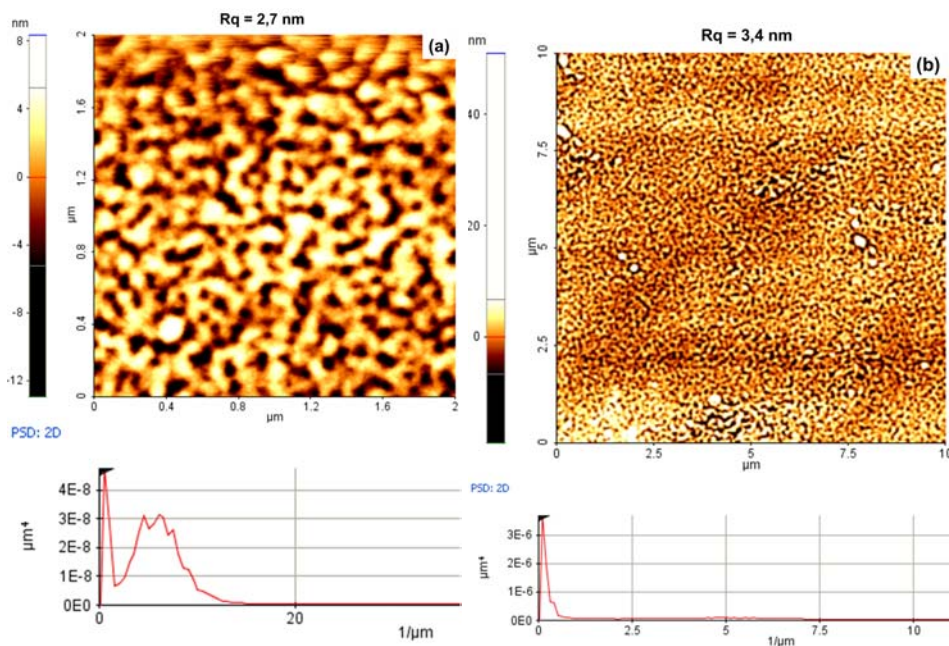 Rq = 2,7 nm
(a)
nm
8
4
0
-4
-8
-12
2
1.6
1.2
0.8
0.4
0
µm
0
0.4
0.8
1.2
1.6
2
µm
PSD: 2D
4E-8
3E-8
2E-8
1E-8
0E0
µm⁴
20
1/µm
Rq = 3,4 nm
(b)
nm
40
20
0
10
7.5
5
2.5
0
µm
0
2.5
5
7.5
10
µm
PSD: 2D
3E-6
2E-6
1E-6
0E0
µm⁴
0
2.5
5
7.5
10
1/µm